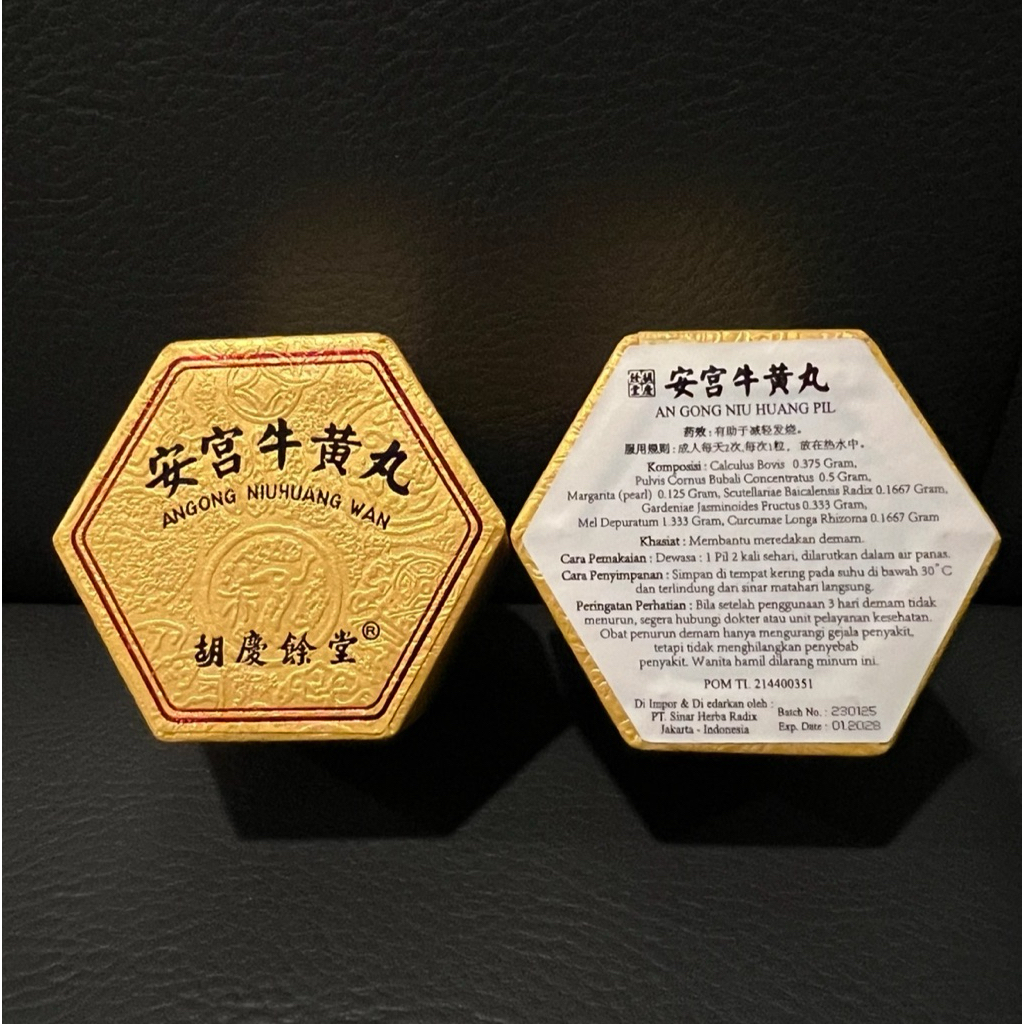 安宮牛黃丸
ANGONG NIUHUANG WAN
胡慶餘堂®
安宮牛黃丸
AN GONG NIU HUANG PIL
药效:有助于减轻发烧。
服用规则:成人每天2次,每次1粒, 放在热水中。
Komposisi : Calculus Bovis 0.375 Gram,
Pulvis Cornus Bubali Concentratus 0.5 Gram,
Margarita (pearl) 0.125 Gram, Scutellariae Baicalensis Radix 0.1667 Gram,
Gardeniae Jasminoides Fructus 0.333 Gram,
Mel Depuratum 1.333 Gram, Curcumae Longa Rhizoma 0.1667 Gram
Khasiat : Membantu meredakan demam.
Cara Pemakaian : Dewasa : 1 Pil 2 kali sehari, dilarutkan dalam air panas.
Cara Penyimpanan : Simpan di tempat kering pada suhu di bawah 30°C
dan terlindung dari sinar matahari langsung.
Peringatan Perhatian : Bila setelah penggunaan 3 hari demam tidak
menurun, segera hubungi dokter atau unit pelayanan kesehatan.
Obat penurun demam hanya mengurangi gejala penyakit,
tetapi tidak menghilangkan penyebab
penyakit. Wanita hamil dilarang minum ini.
POM TI. 214400351
Di Impor & Di edarkan oleh :
PT. Sinar Herba Radix
Jakarta - Indonesia
Batch No. : 230125
Exp. Date : 01.2028